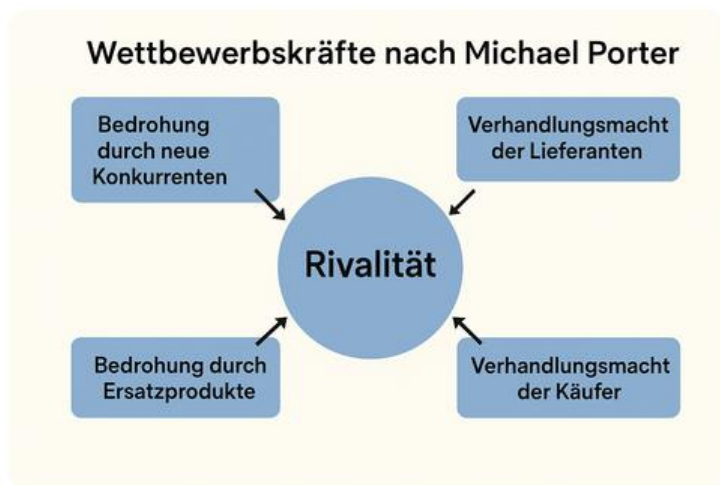 Wettbewerbskräfte nach Michael Porter
Bedrohung
durch neue
Konkurrenten
Verhandlungsmacht
der Lieferanten
Rivalität
Bedrohung durch
Ersatzprodukte
Verhandlungsmacht
der Käufer